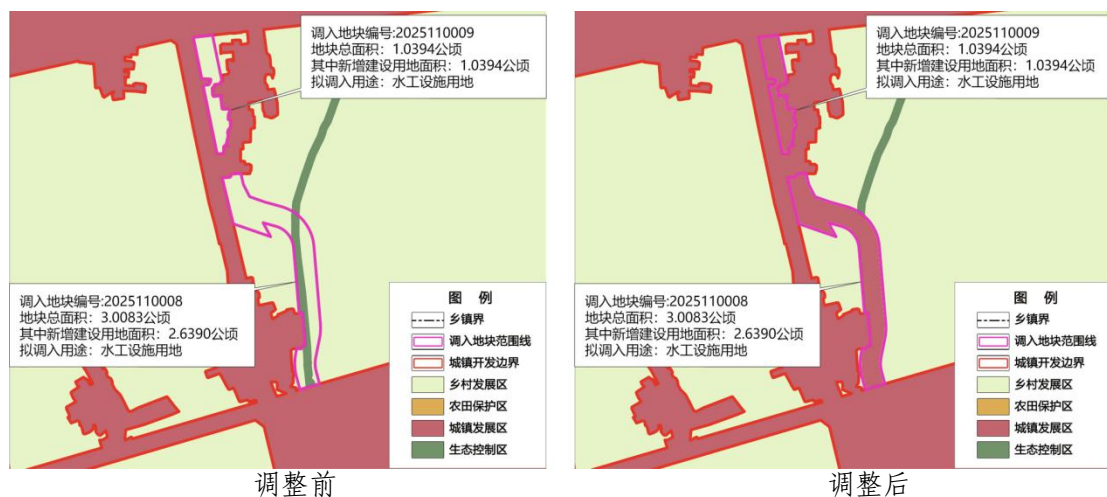 调入地块编号:2025110009
地块总面积：1.0394公顷
其中新增建设用地面积：1.0394公顷
拟调入用途：水工设施用地
调入地块编号:2025110008
地块总面积：3.0083公顷
其中新增建设用地面积：2.6390公顷
拟调入用途：水工设施用地
图 例
乡镇界
调入地块范围线
城镇开发边界
乡村发展区
农田保护区
城镇发展区
生态控制区
调整前
调入地块编号:2025110009
地块总面积：1.0394公顷
其中新增建设用地面积：1.0394公顷
拟调入用途：水工设施用地
调入地块编号:2025110008
地块总面积：3.0083公顷
其中新增建设用地面积：2.6390公顷
拟调入用途：水工设施用地
图 例
乡镇界
调入地块范围线
城镇开发边界
乡村发展区
农田保护区
城镇发展区
生态控制区
调整后